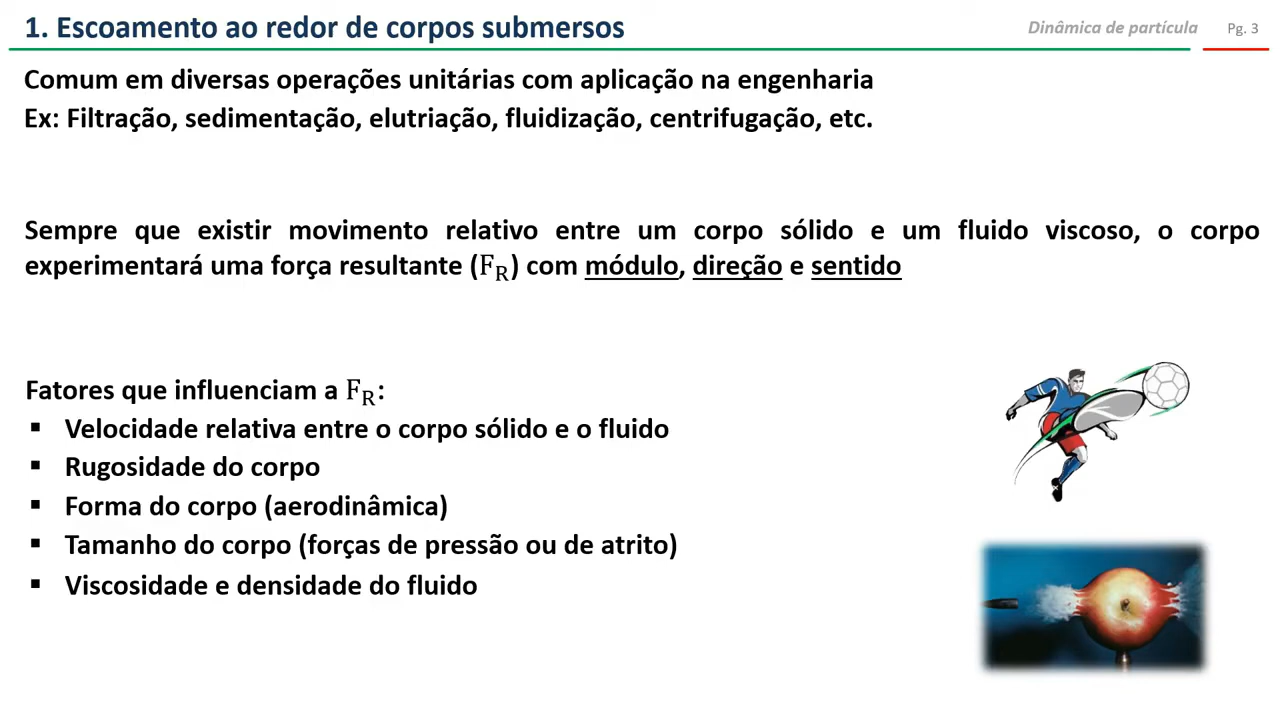 1. Escoamento ao redor de corpos submersos
Dinâmica de partícula
Pg. 3
Comum em diversas operações unitárias com aplicação na engenharia
Ex: Filtração, sedimentação, elutriação, fluidização, centrifugação, etc.
Sempre que existir movimento relativo entre um corpo sólido e um fluido viscoso, o corpo
experimentará uma força resultante (F_R) com módulo, direção e sentido
Fatores que influenciam a F_R:
▪ Velocidade relativa entre o corpo sólido e o fluido
▪ Rugosidade do corpo
▪ Forma do corpo (aerodinâmica)
▪ Tamanho do corpo (forças de pressão ou de atrito)
▪ Viscosidade e densidade do fluido